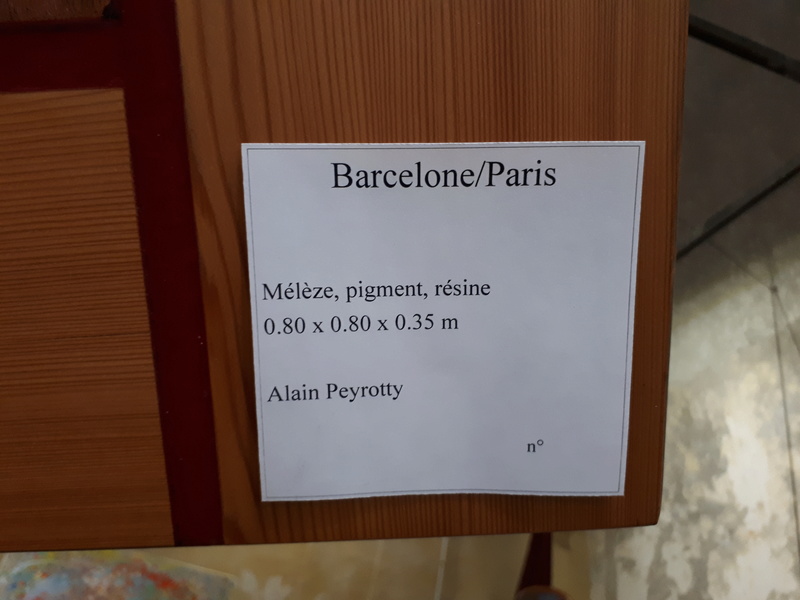 Barcelone/Paris
Mélèze, pigment, résine
0.80 x 0.80 x 0.35 m
Alain Peyrotty
n°